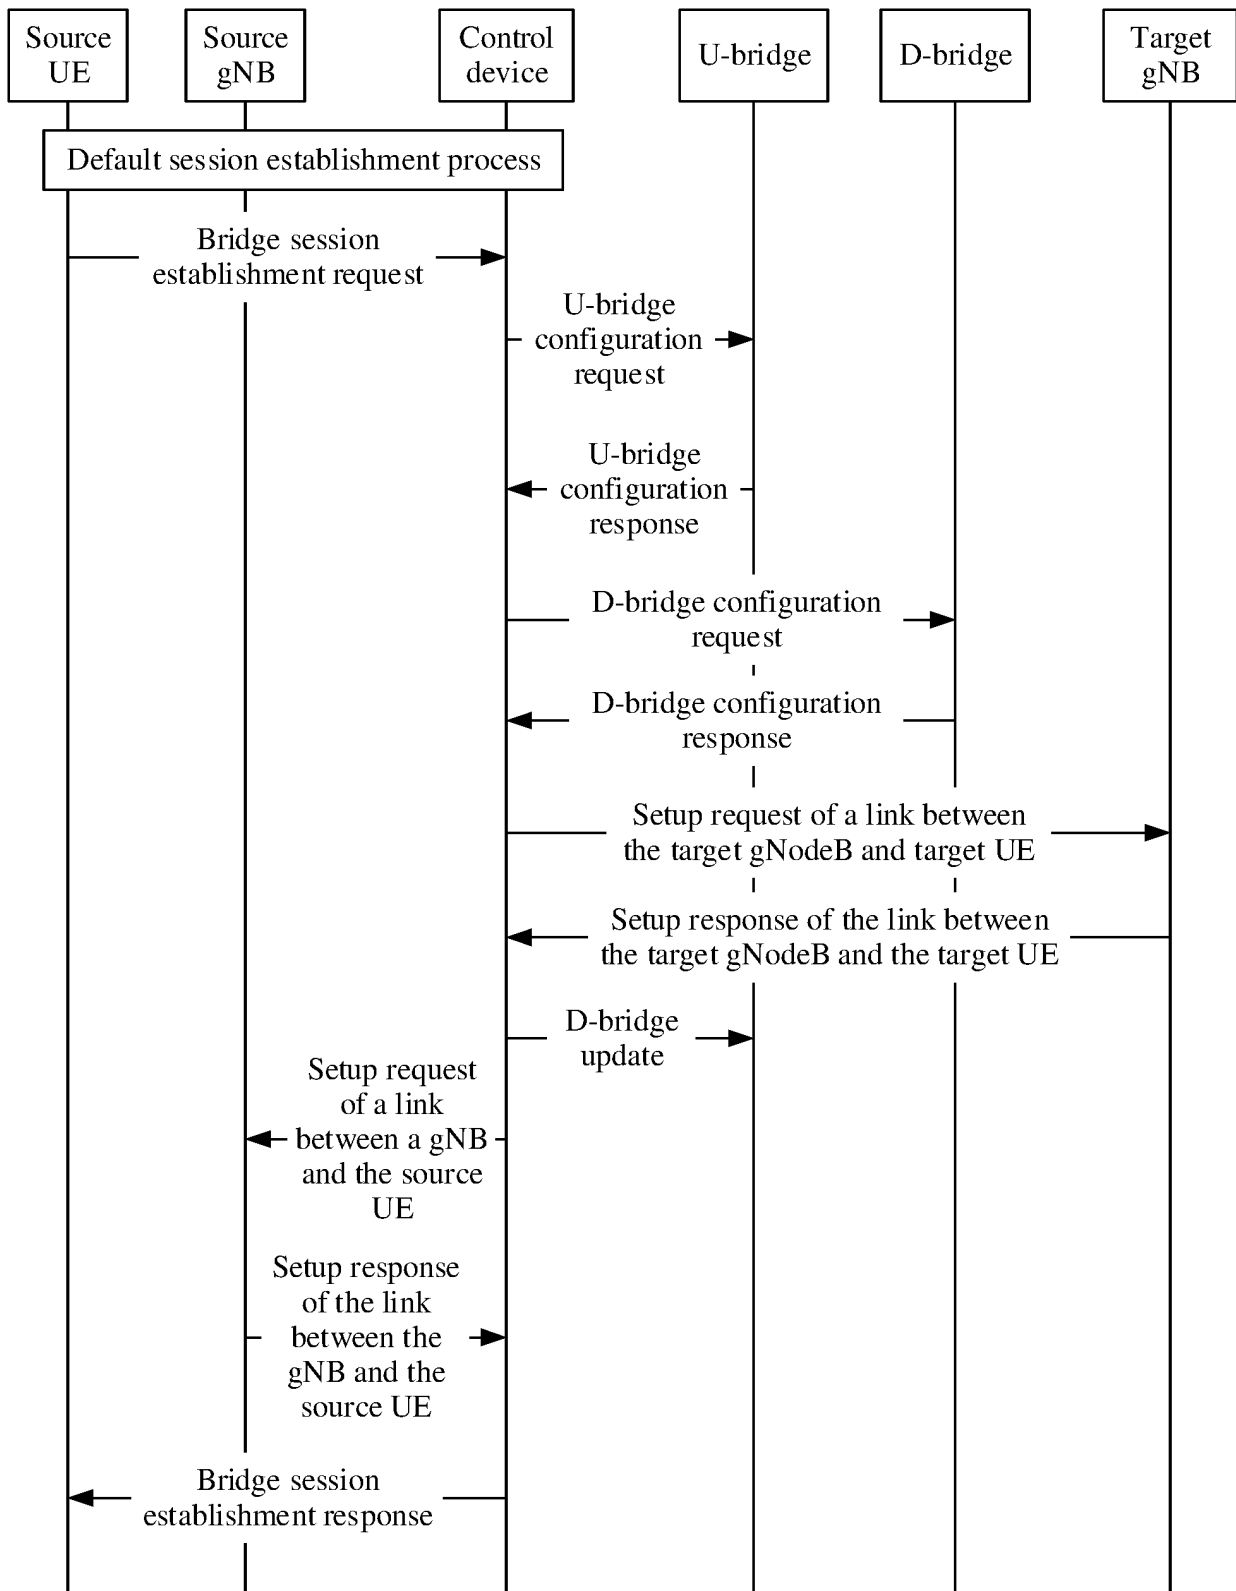 Source
UE
Source
gNB
Control
device
U-bridge
D-bridge
Target
gNB
Default session establishment process
Bridge session
establishment request
U-bridge
configuration
request
U-bridge
configuration
response
D-bridge configuration
request
D-bridge configuration
response
Setup request of a link between
the target gNodeB and target UE
Setup response of the link between
the target gNodeB and the target UE
D-bridge
update
Setup request
of a link
between a gNB
and the source
UE
Setup response
of the link
between the
gNB and the
source UE
Bridge session
establishment response